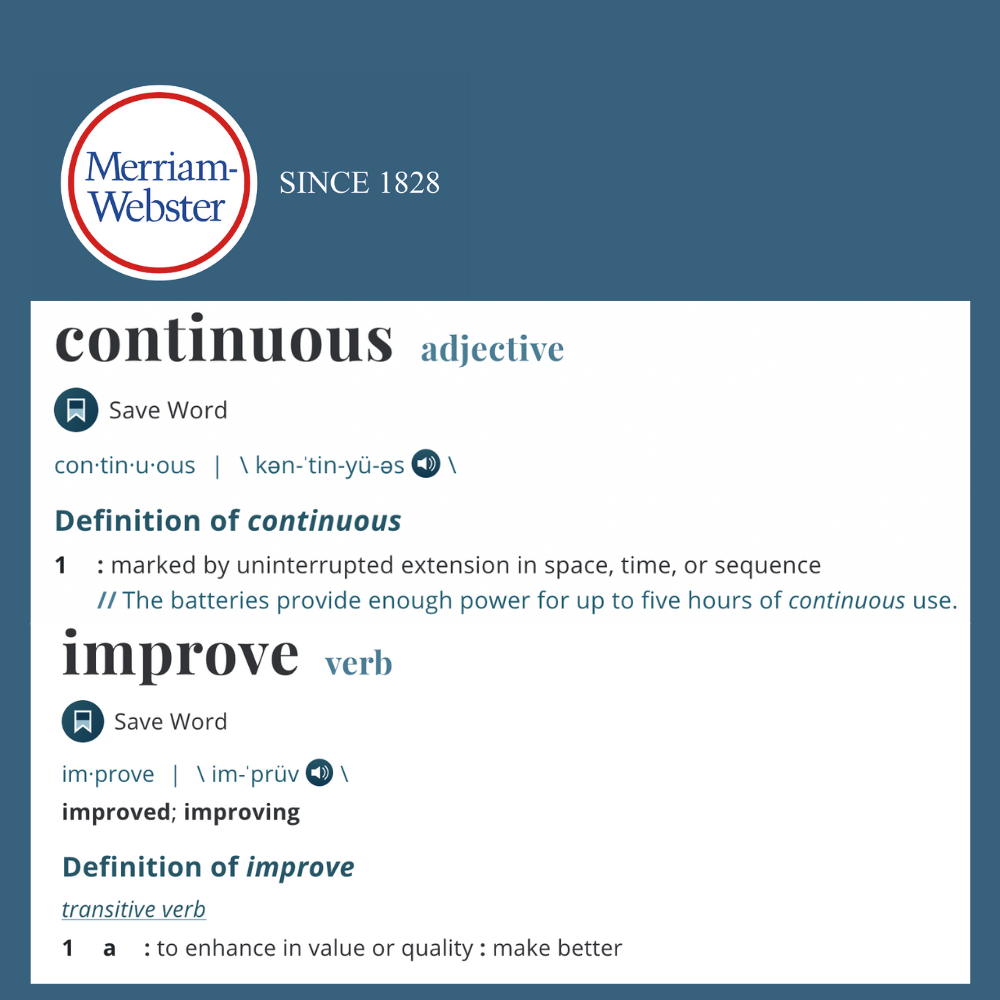 Merriam-
Webster
SINCE 1828
continuous adjective
Save Word
con·tin·u·ous | \ kən-ˈtin-yü-əs \
Definition of continuous
1 : marked by uninterrupted extension in space, time, or sequence
// The batteries provide enough power for up to five hours of continuous use.
improve verb
Save Word
im·prove | \ im-ˈprüv \
improved; improving
Definition of improve
transitive verb
1 a : to enhance in value or quality : make better